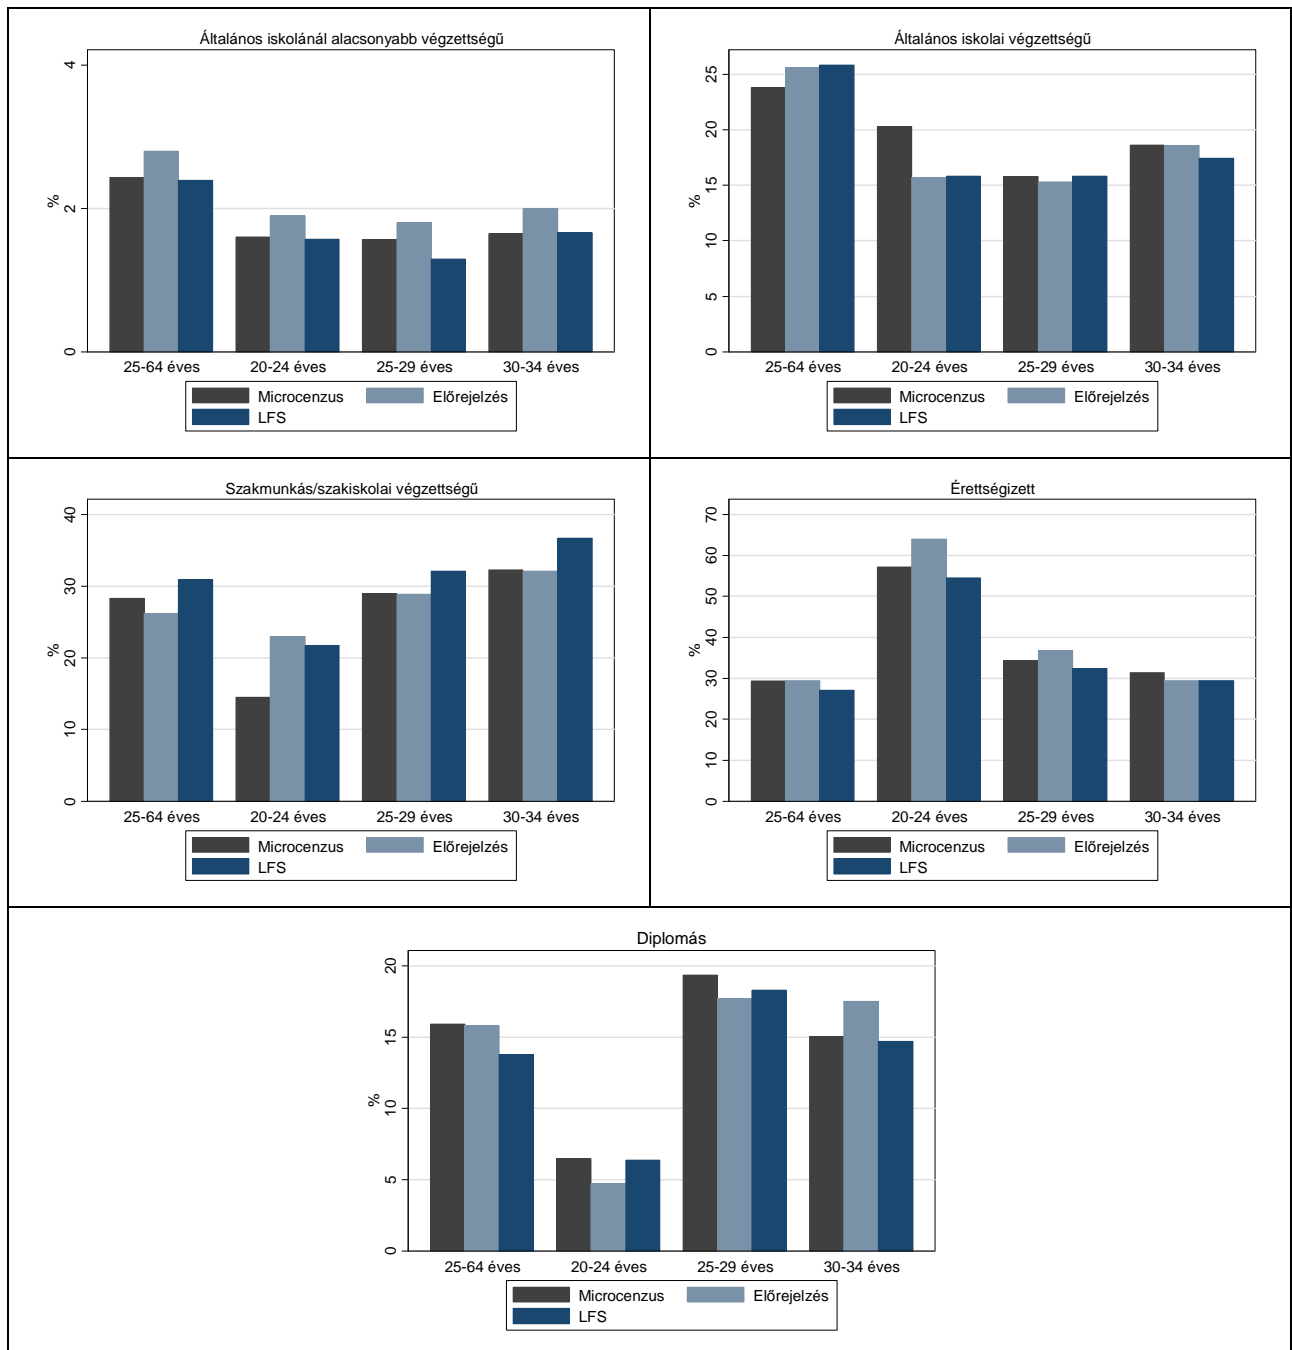 Általános iskolánál alacsonyabb végzettségű
%
4
2
0
25-64 éves 20-24 éves 25-29 éves 30-34 éves
Microcenzus Előrejelzés
LFS
Általános iskolai végzettségű
%
25
20
15
10
5
0
25-64 éves 20-24 éves 25-29 éves 30-34 éves
Microcenzus Előrejelzés
LFS
Szakmunkás/szakiskolai végzettségű
%
40
30
20
10
0
25-64 éves 20-24 éves 25-29 éves 30-34 éves
Microcenzus Előrejelzés
LFS
Érettségizett
%
70
60
50
40
30
20
10
0
25-64 éves 20-24 éves 25-29 éves 30-34 éves
Microcenzus Előrejelzés
LFS
Diplomás
%
20
15
10
5
0
25-64 éves 20-24 éves 25-29 éves 30-34 éves
Microcenzus Előrejelzés
LFS